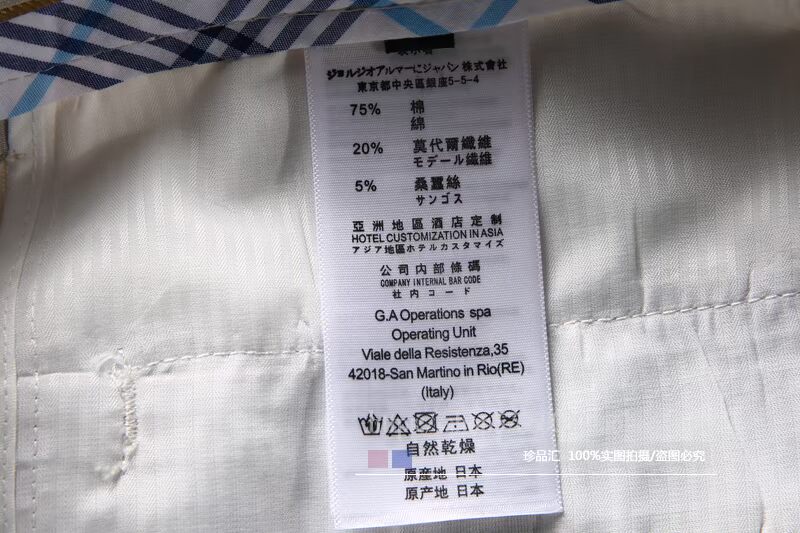 ジョルジオアルマーにジャパン 株式會社
東京都中央區銀座5-5-4
75% 棉
綿
20% 莫代爾纖維
モデール繊維
5% 桑蠶絲
サンゴス
亞洲地區酒店定制
HOTEL CUSTOMIZATION IN ASIA
アジア地區ホテルカスタマイズ
公司内部條碼
COMPANY INTERNAL BAR CODE
社内コード
G.A Operations spa
Operating Unit
Viale della Resistenza,35
42018-San Martino in Rio(RE)
(Italy)
自然乾燥
原産地 日本
原产地 日本
珍品汇 100%实图拍摄/盗图必究